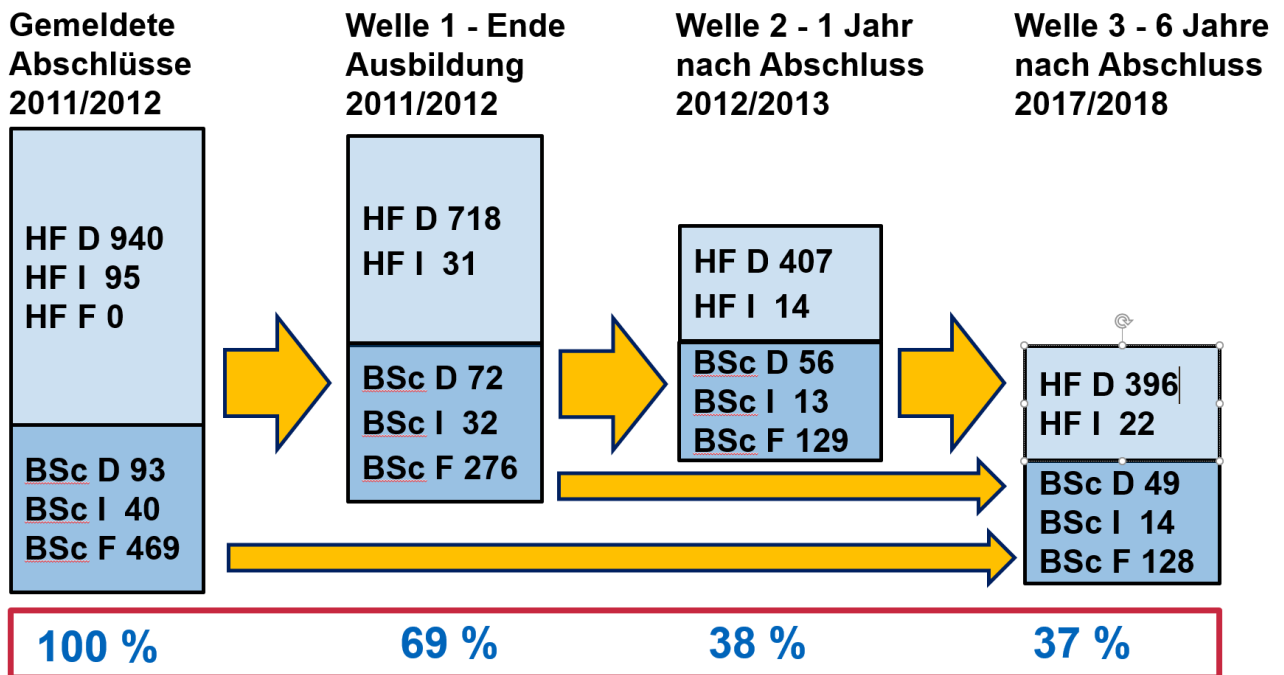 Gemeldete
Abschlüsse
2011/2012
HF D 940
HF I  95
HF F 0
BSc D 93
BSc I  40
BSc F 469
100 %
Welle 1 - Ende
Ausbildung
2011/2012
HF D 718
HF I  31
BSc D 72
BSc I  32
BSc F 276
69 %
Welle 2 - 1 Jahr
nach Abschluss
2012/2013
HF D 407
HF I  14
BSc D 56
BSc I  13
BSc F 129
38 %
Welle 3 - 6 Jahre
nach Abschluss
2017/2018
HF D 396
HF I  22
BSc D 49
BSc I  14
BSc F 128
37 %